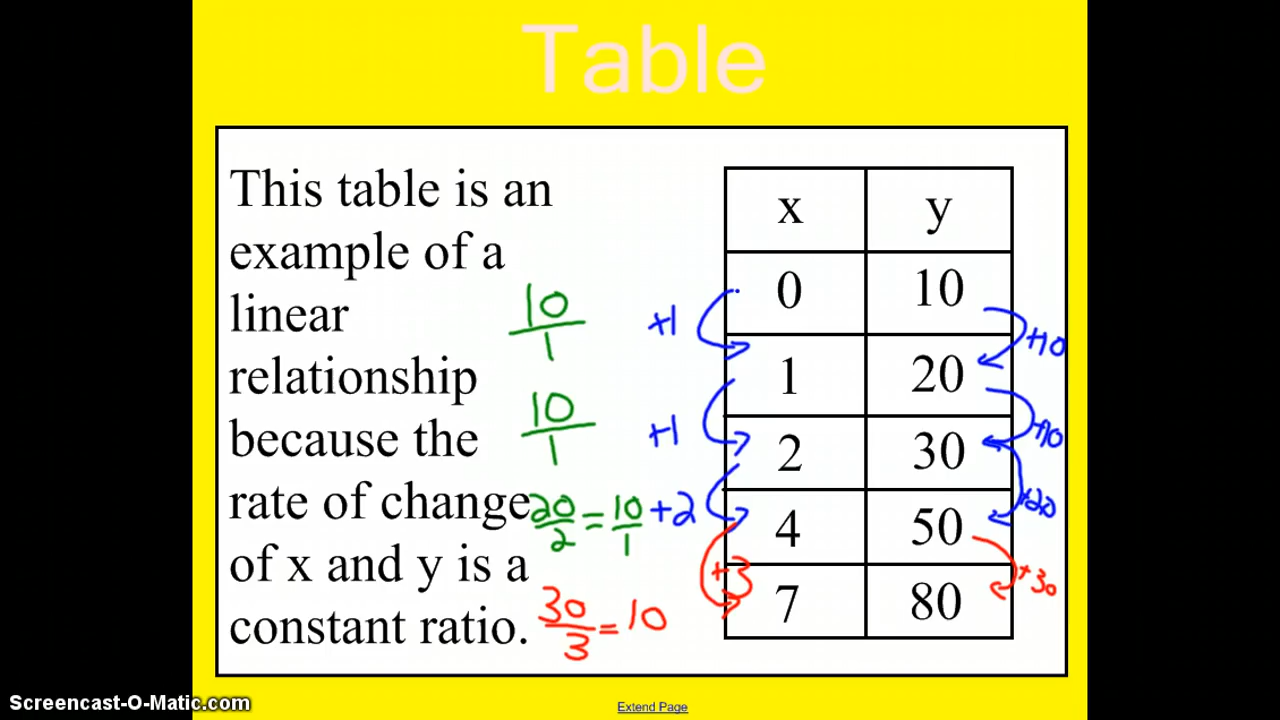 Table
This table is an
example of a
linear
relationship
because the
rate of change
of x and y is a
constant ratio.
10/1
10/1
20/2 = 10/1
30/3 = 10
+1
+1
+2
+3
x y
0 10
1 20
2 30
4 50
7 80
+10
+10
+20
+30
Screencast-O-Matic.com
Extend Page